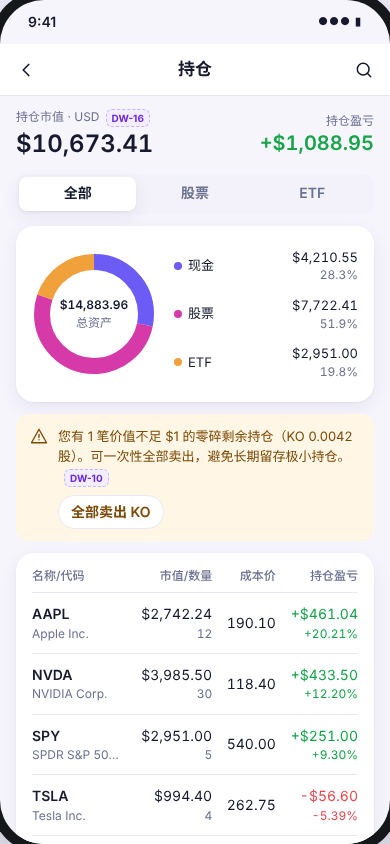 9:41
持仓
持仓市值 · USD DW-16
持仓盈亏
$10,673.41
+$1,088.95
全部 股票 ETF
现金 $4,210.55
28.3%
$14,883.96
总资产
股票 $7,722.41
51.9%
ETF $2,951.00
19.8%
您有 1 笔价值不足 $1 的零碎剩余持仓（KO 0.0042
股）。可一次性全部卖出，避免长期留存极小持仓。
DW-10
全部卖出 KO
名称/代码 市值/数量 成本价 持仓盈亏
AAPL $2,742.24 190.10 +$461.04
Apple Inc. 12 +20.21%
NVDA $3,985.50 118.40 +$433.50
NVIDIA Corp. 30 +12.20%
SPY $2,951.00 540.00 +$251.00
SPDR S&P 50... 5 +9.30%
TSLA $994.40 262.75 -$56.60
Tesla Inc. 4 -5.39%